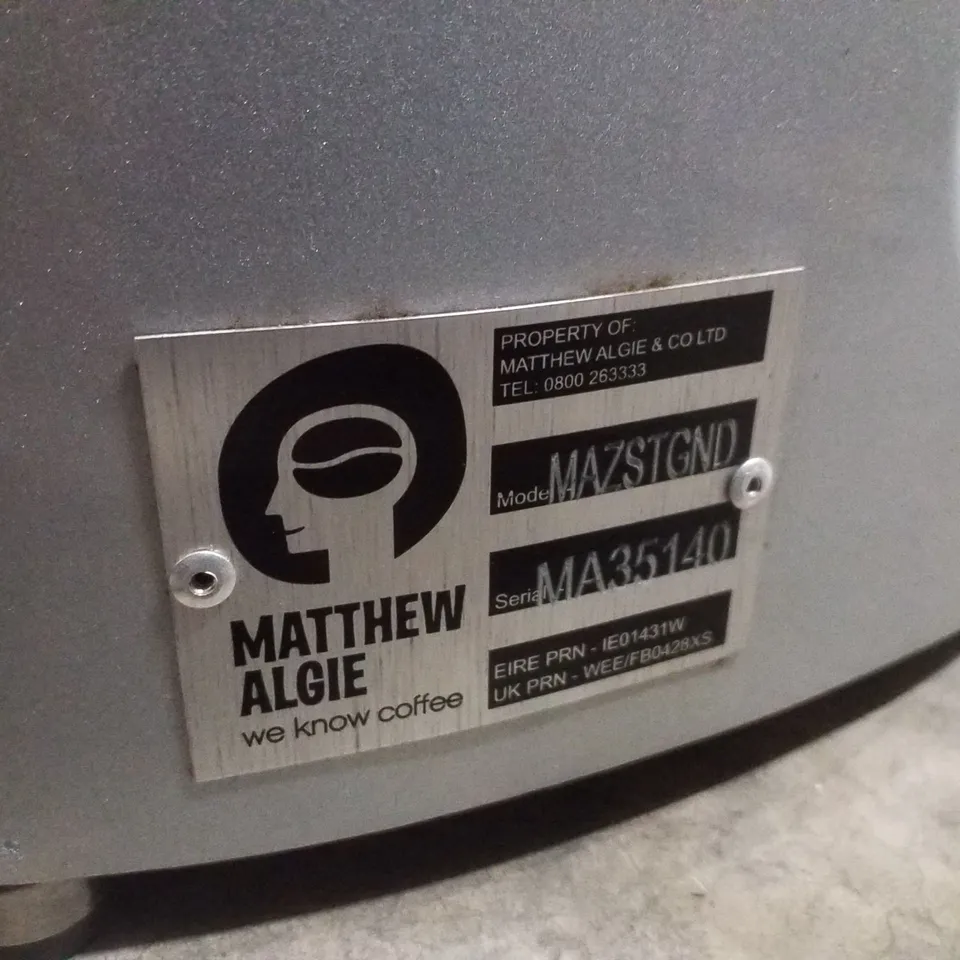 MATTHEW
ALGIE
we know coffee
PROPERTY OF:
MATTHEW ALGIE & CO LTD
TEL: 0800 263333
Model MAZSTGND
Serial MA35140
EIRE PRN - IE01431W
UK PRN - WEE/FB0428XS